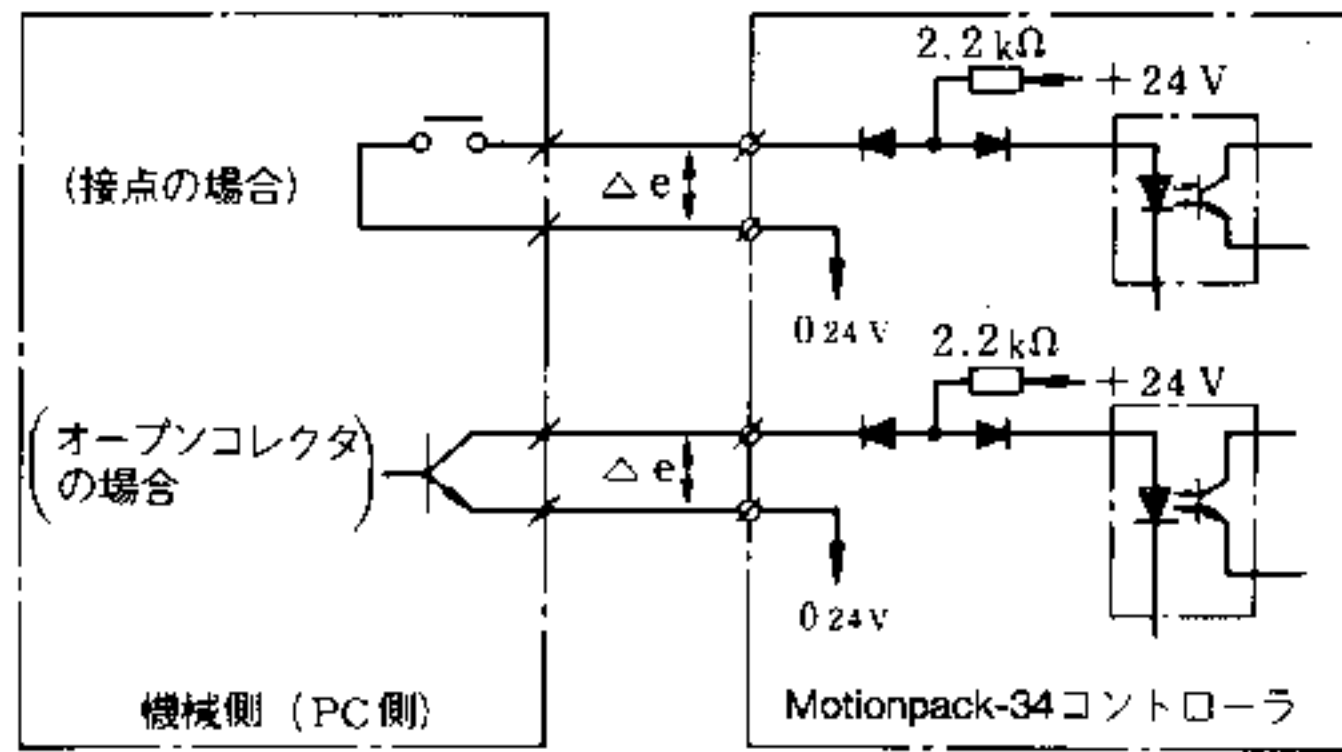 2.2kΩ
+24V
(接点の場合)
△e
0 24V
2.2kΩ
+24V
(オープンコレクタ
の場合)
△e
0 24V
機械側(PC側)
Motionpack-34コントローラ